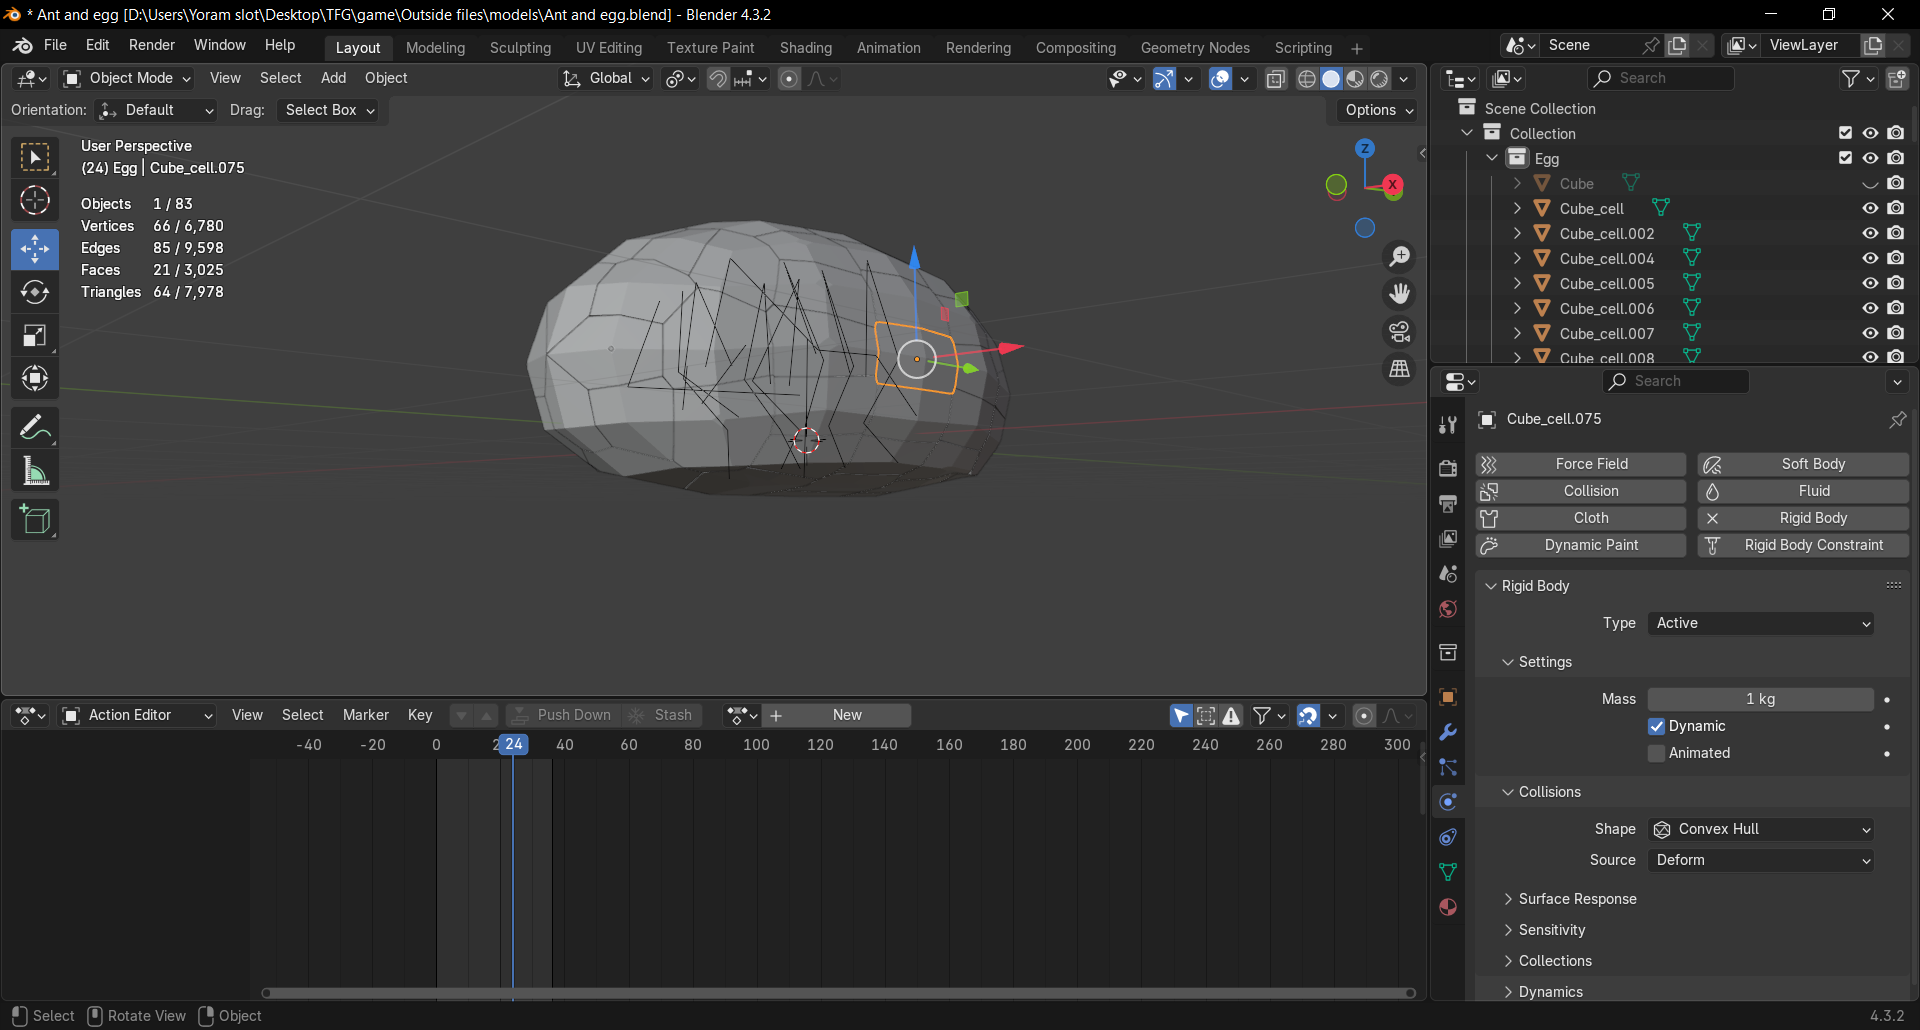 * Ant and egg [D:\Users\Yoram slot\Desktop\TFG\game\Outside files\models\Ant and egg.blend] - Blender 4.3.2
File Edit Render Window Help Layout Modeling Sculpting UV Editing Texture Paint Shading Animation Rendering Compositing Geometry Nodes Scripting + Scene ViewLayer
Object Mode View Select Add Object Global Search
Orientation: Default Drag: Select Box Options
User Perspective
(24) Egg | Cube_cell.075
Objects 1 / 83
Vertices 66 / 6,780
Edges 85 / 9,598
Faces 21 / 3,025
Triangles 64 / 7,978
Z
X
Scene Collection
Collection
Egg
Cube
Cube_cell
Cube_cell.002
Cube_cell.004
Cube_cell.005
Cube_cell.006
Cube_cell.007
Cube_cell.008
Search
Cube_cell.075
Force Field Soft Body
Collision Fluid
Cloth Rigid Body
Dynamic Paint Rigid Body Constraint
Rigid Body
Type Active
Settings
Mass 1 kg
Dynamic
Animated
Collisions
Shape Convex Hull
Source Deform
Surface Response
Sensitivity
Collections
Dynamics
Action Editor View Select Marker Key Push Down Stash New
-40 -20 0 24 40 60 80 100 120 140 160 180 200 220 240 260 280 300
Select Rotate View Object 4.3.2